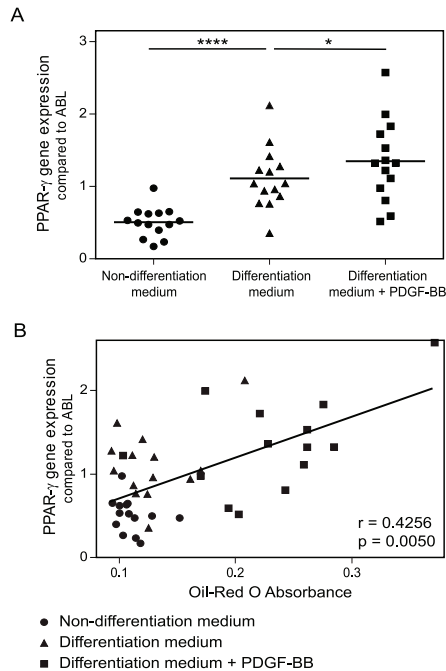 A
PPAR-γ gene expression
compared to ABL
3
2
1
0
****
*
Non-differentiation
medium
Differentiation
medium
Differentiation
medium + PDGF-BB
B
PPAR-γ gene expression
compared to ABL
2
1
0
r = 0.4256
p = 0.0050
0.1
0.2
0.3
Oil-Red O Absorbance
Non-differentiation medium
Differentiation medium
Differentiation medium + PDGF-BB